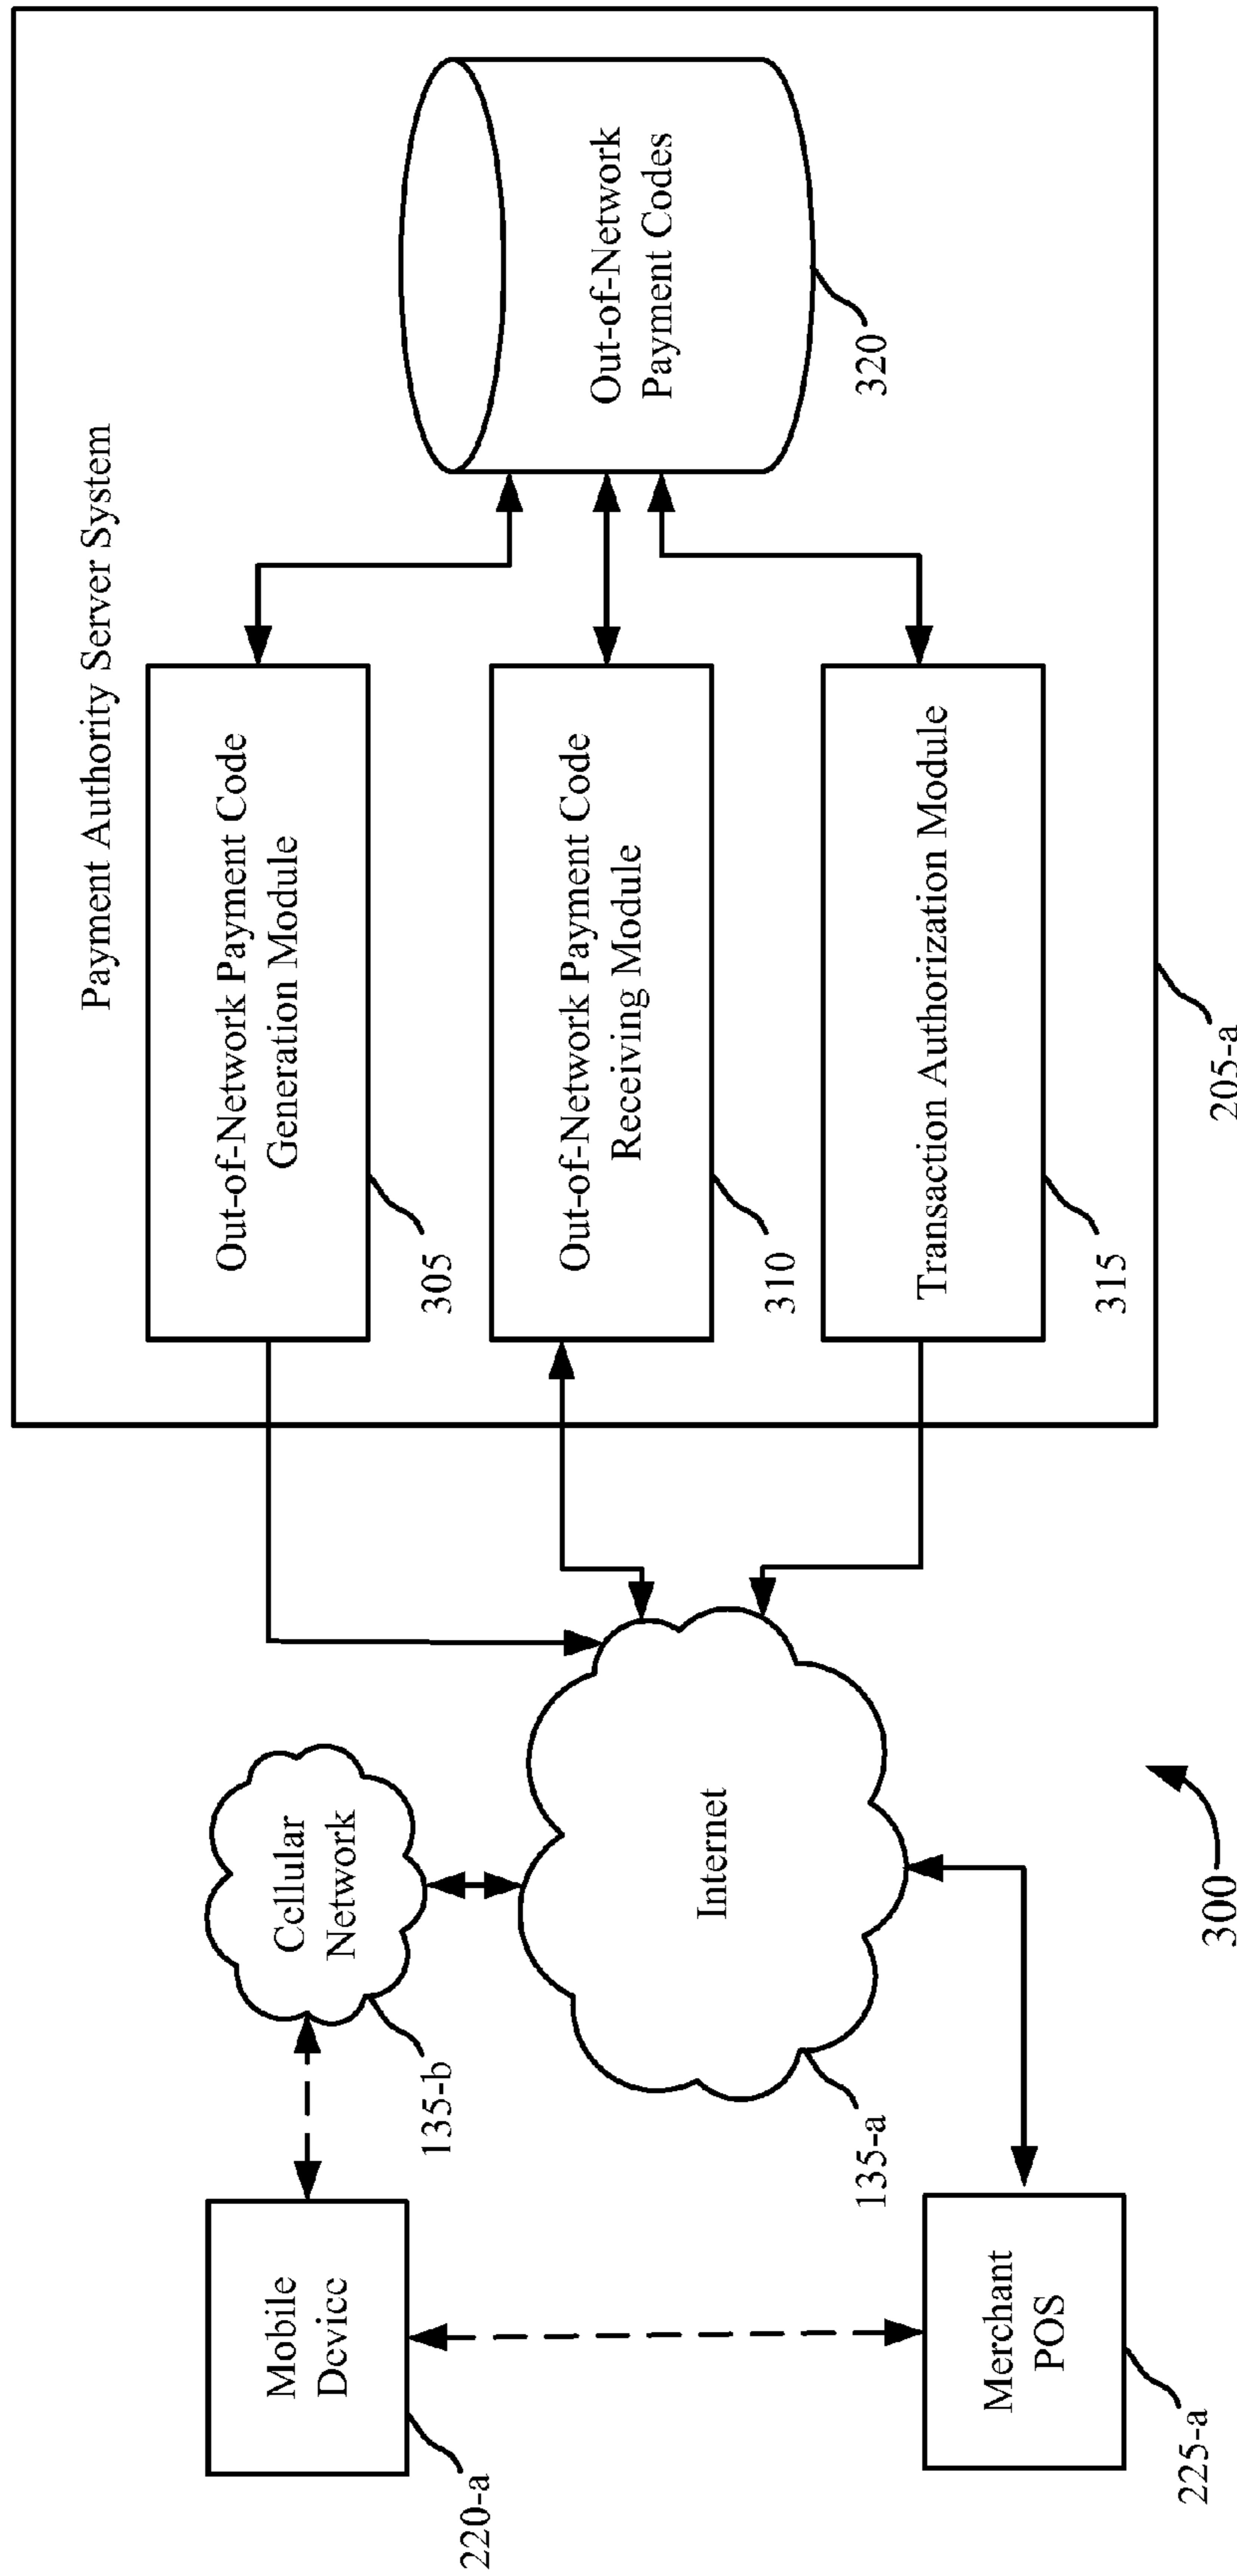 Payment Authority Server System
Out-of-Network Payment Code
Generation Module
305
Out-of-Network Payment Code
Receiving Module
310
Transaction Authorization Module
315
Out-of-Network
Payment Codes
320
205-a
Cellular
Network
135-b
Internet
135-a
Mobile
Device
220-a
Merchant
POS
225-a
300